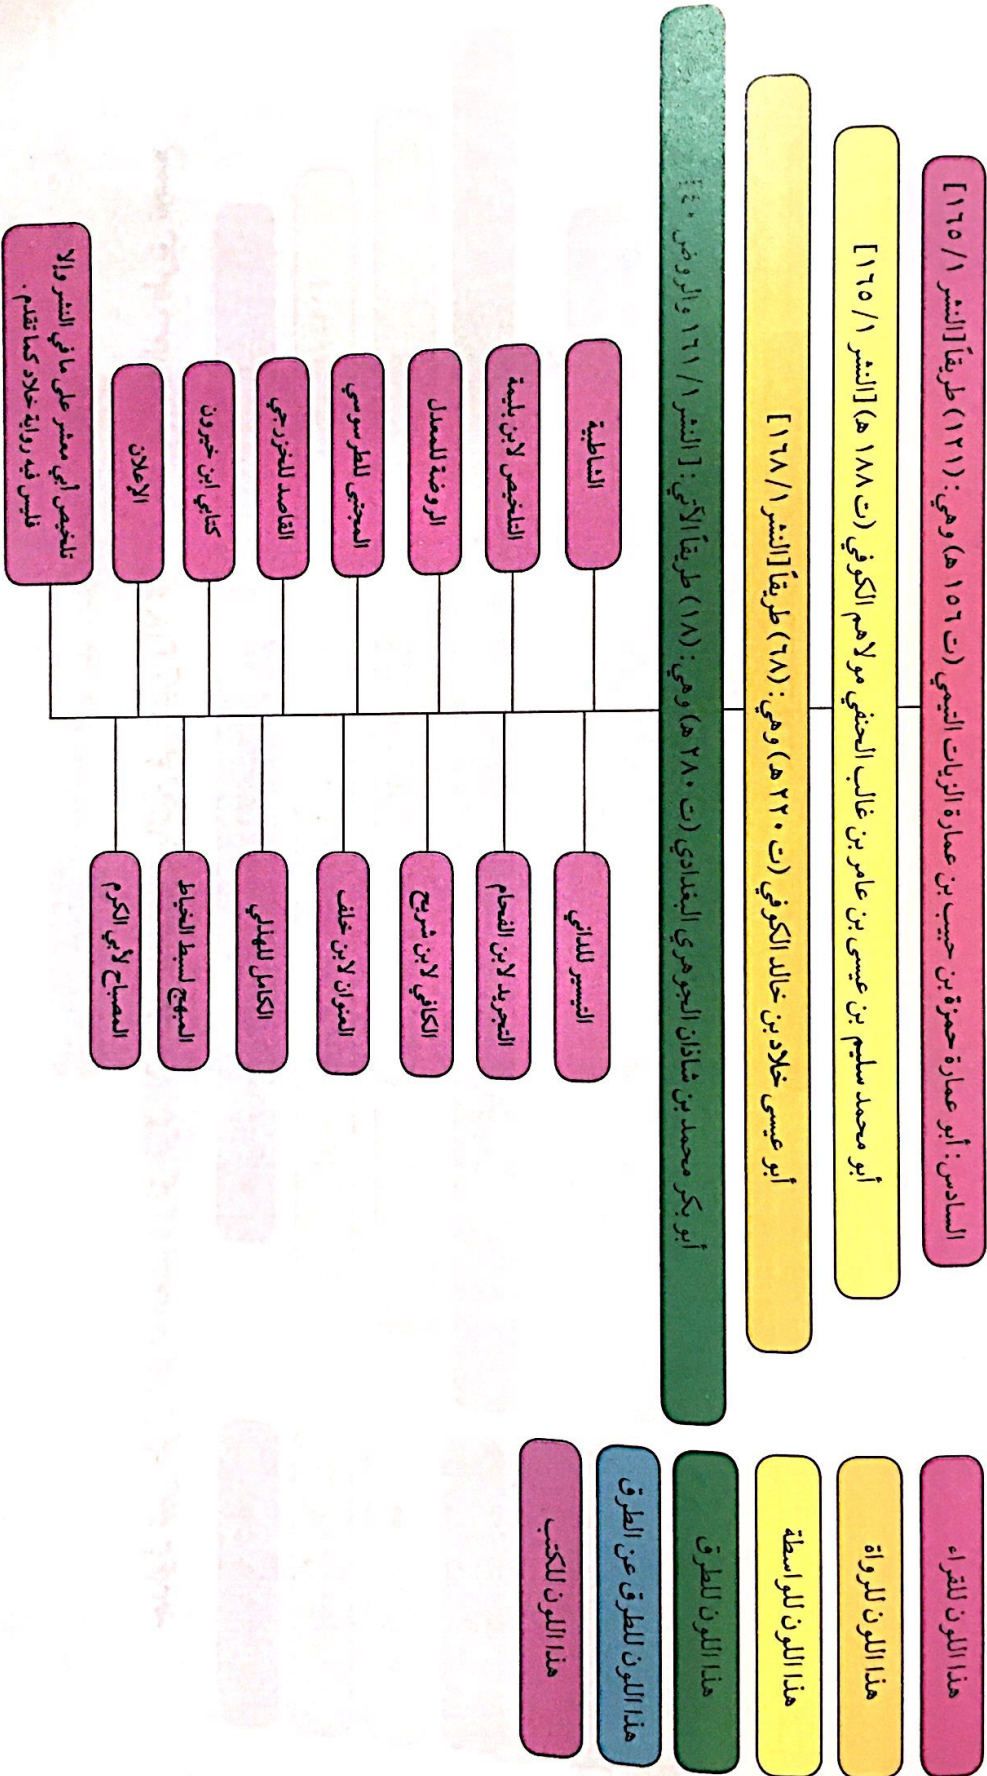 السادس: أبو عمارة حمزة بن حبيب بن عمارة الزيات التيمي (ت ١٥٦ هـ) وهي: (١٢١) طريقاً [النشر ١/ ١٦٥]
أبو محمد سليم بن عيسى بن عامر بن غالب الحنفي مولاهم الكوفي (ت ١٨٨ هـ) [النشر ١/ ١٦٥]
أبو عيسى خلاد بن خالد الكوفي (ت ٢٢٠ هـ) وهي: (٦٨) طريقاً [النشر ١/ ١٦٨]
أبو بكر محمد بن شاذان الجوهري البغدادي (ت ٢٨٠ هـ) وهي: (١٨) طريقاً الآتي: [النشر ١/ ١٦١ والروض ٤٠]
الشاطبية
التلخيص لابن بليمة
الروضة للمعدل
المجتبى للطرسوسي
القاصد للخزرجي
كتابي ابن خيرون
الإعلان
تلخيص أبي معشر على ما في النشر وإلا
فليس فيه رواية خلاد كما تقدم.
التيسير للداني
التجريد لابن الفحام
الكافي لابن شريح
العنوان لابن خلف
الكامل للهذلي
المبهج لسبط الخياط
المصباح لأبي الكرم
هذا اللون للقراء
هذا اللون للرواة
هذا اللون للواسطة
هذا اللون للطرق
هذا اللون للطرق عن الطرق
هذا اللون للكتب